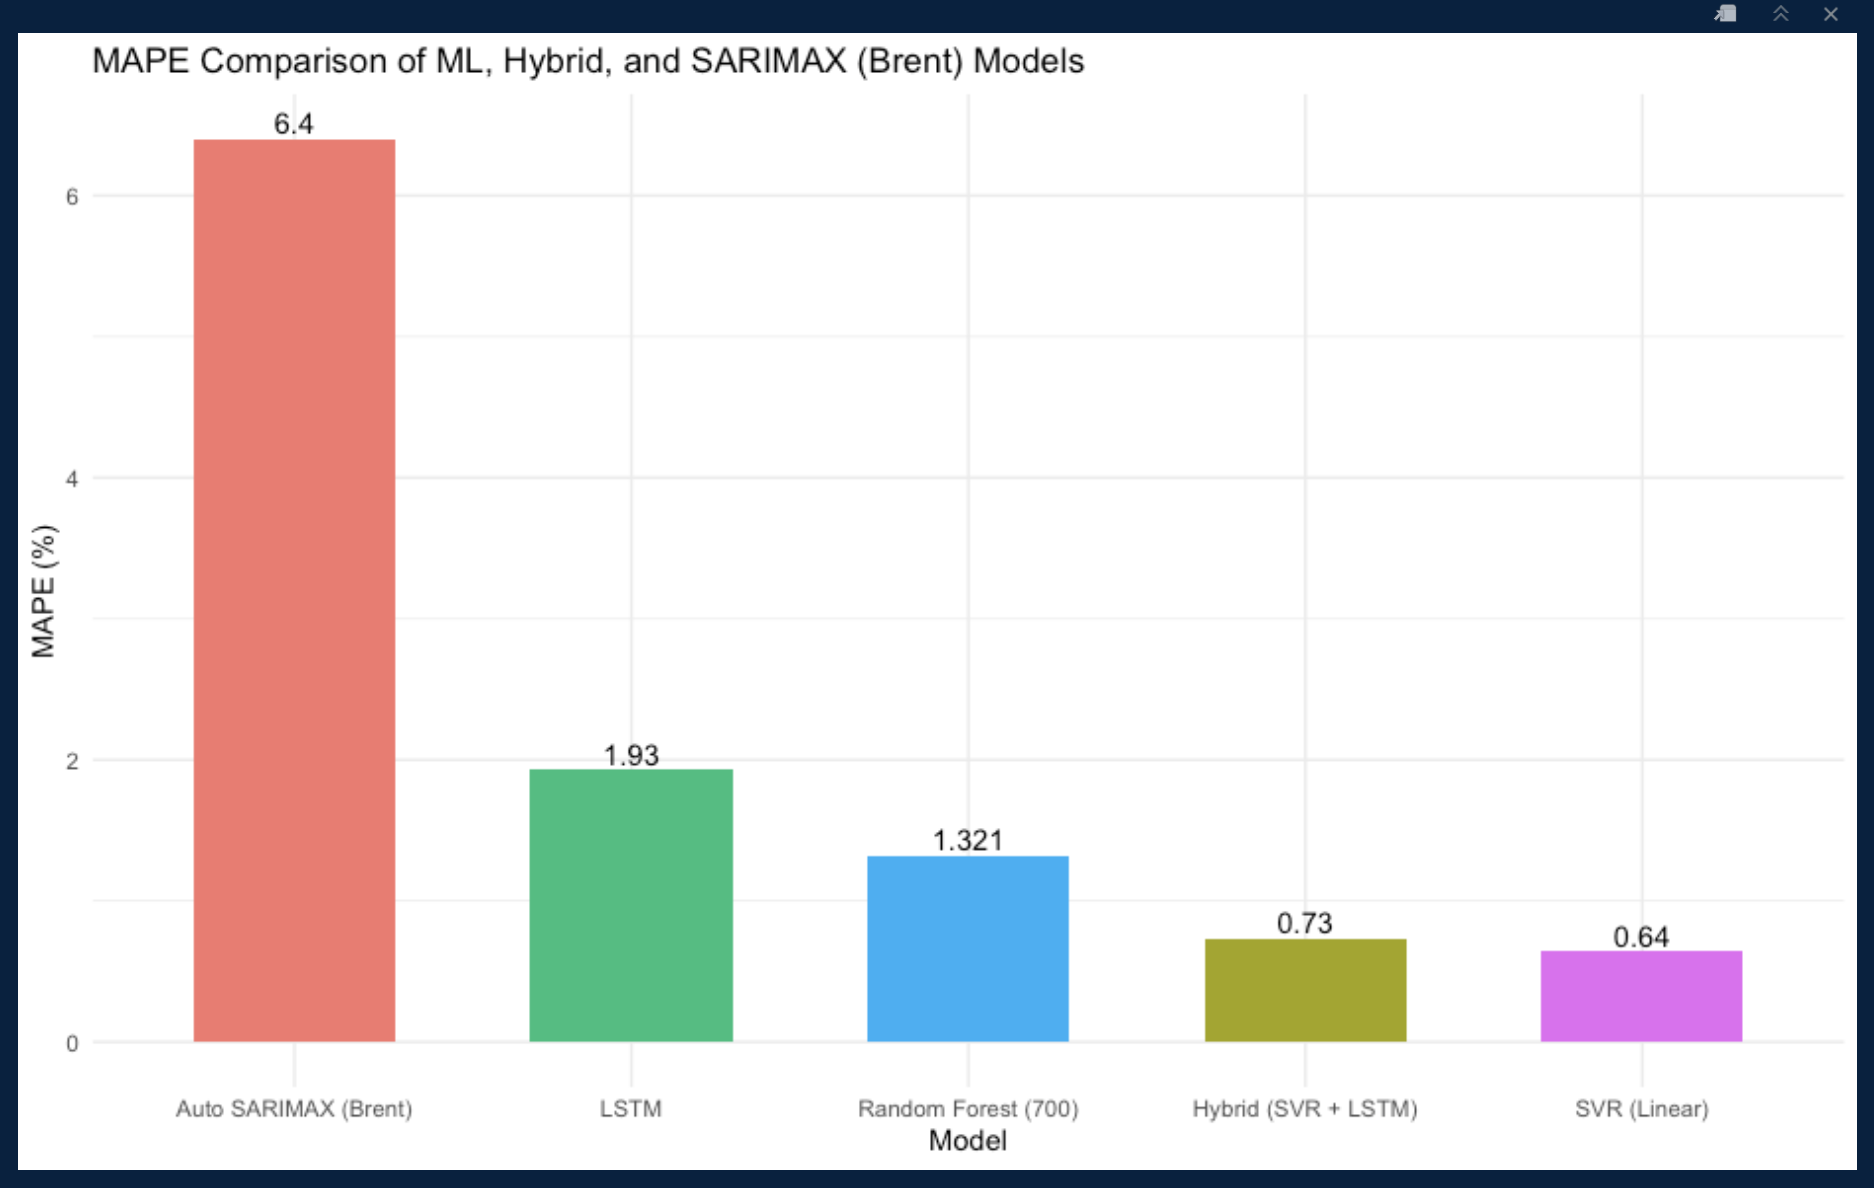 MAPE Comparison of ML, Hybrid, and SARIMAX (Brent) Models
6.4
6
4
MAPE (%)
2
1.93
1.321
0.73
0.64
0
Auto SARIMAX (Brent)
LSTM
Random Forest (700)
Hybrid (SVR + LSTM)
SVR (Linear)
Model